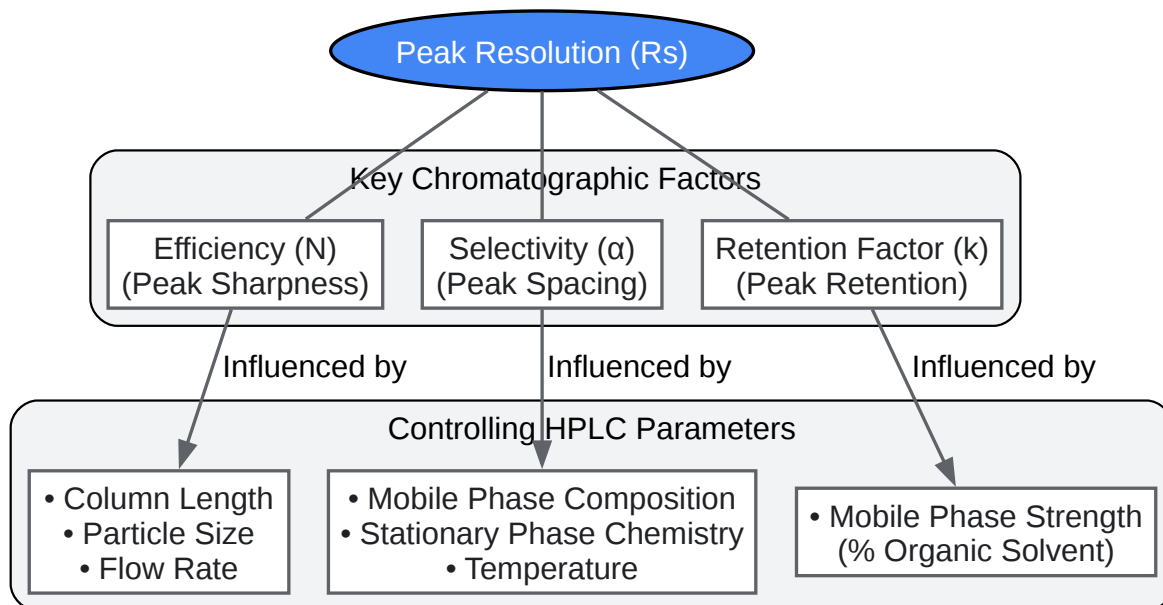 Peak Resolution (Rs)
Key Chromatographic Factors
Efficiency (N)
(Peak Sharpness)
Selectivity (α)
(Peak Spacing)
Retention Factor (k)
(Peak Retention)
Influenced by
Influenced by
Influenced by
Controlling HPLC Parameters
• Column Length
• Particle Size
• Flow Rate
• Mobile Phase Composition
• Stationary Phase Chemistry
• Temperature
• Mobile Phase Strength
(% Organic Solvent)